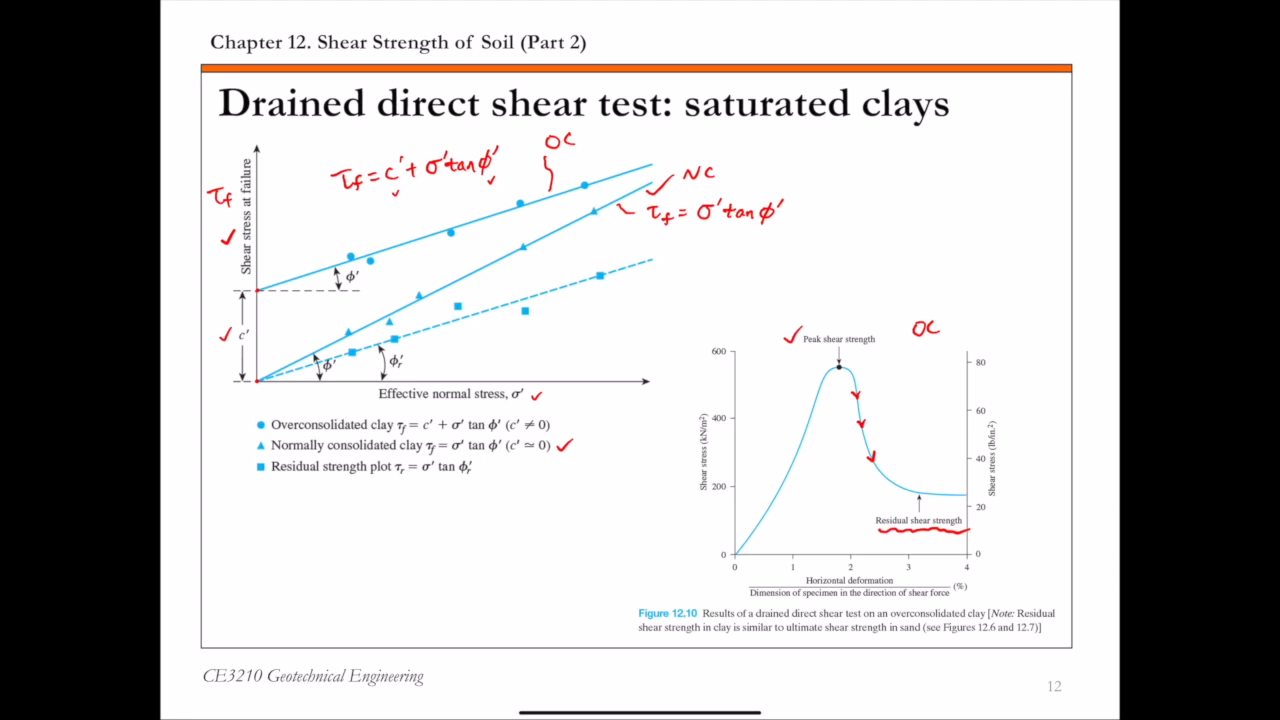 Chapter 12. Shear Strength of Soil (Part 2)
Drained direct shear test: saturated clays
τf = c' + σ' tan ϕ'
OC
NC
τf = σ' tan ϕ'
τf
Shear stress at failure
ϕ'
c'
ϕ'
ϕ'r
Effective normal stress, σ'
Overconsolidated clay τf = c' + σ' tan ϕ' (c' ≠ 0)
Normally consolidated clay τf = σ' tan ϕ' (c' ≃ 0)
Residual strength plot τr = σ' tan ϕ'r
OC
Peak shear strength
600
400
200
0
Shear stress (kN/m²)
80
60
40
20
0
Shear stress (lb/in.²)
Residual shear strength
0 1 2 3 4
Horizontal deformation
Dimension of specimen in the direction of shear force (%)
Figure 12.10 Results of a drained direct shear test on an overconsolidated clay [Note: Residual
shear strength in clay is similar to ultimate shear strength in sand (see Figures 12.6 and 12.7)]
CE3210 Geotechnical Engineering
12